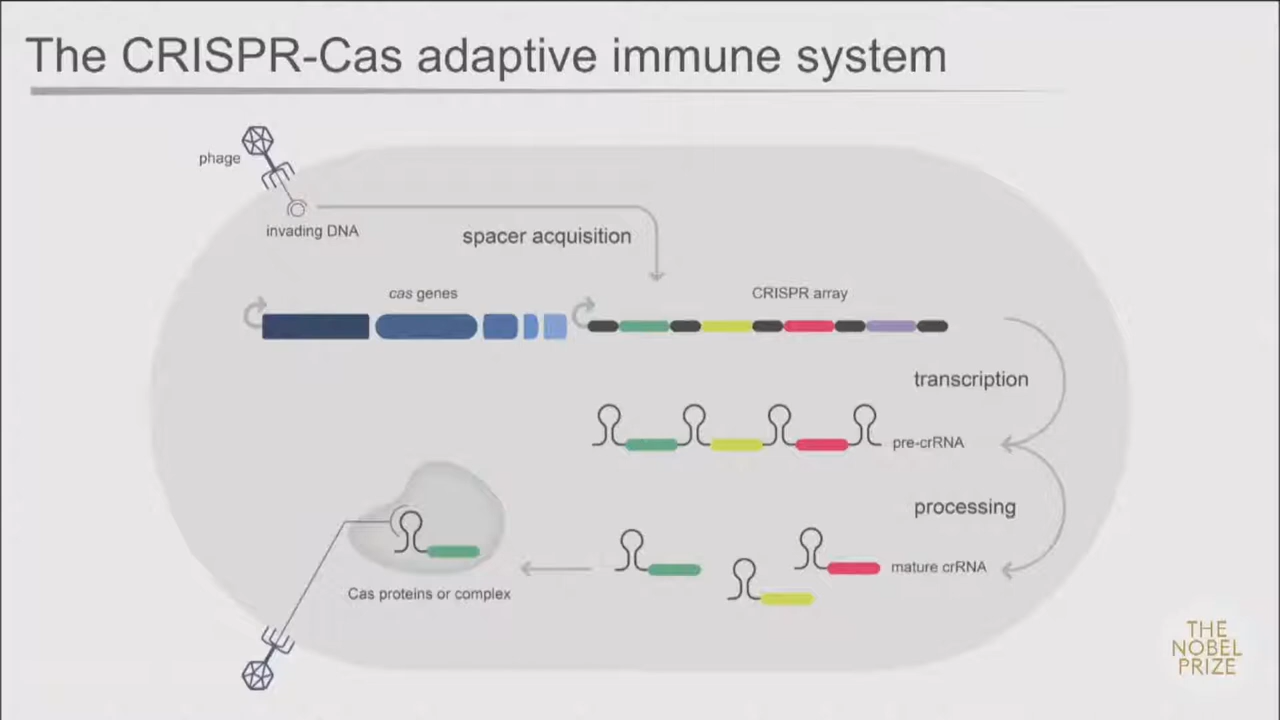 The CRISPR-Cas adaptive immune system
phage
invading DNA
spacer acquisition
cas genes
CRISPR array
transcription
pre-crRNA
processing
mature crRNA
Cas proteins or complex
THE
NOBEL
PRIZE